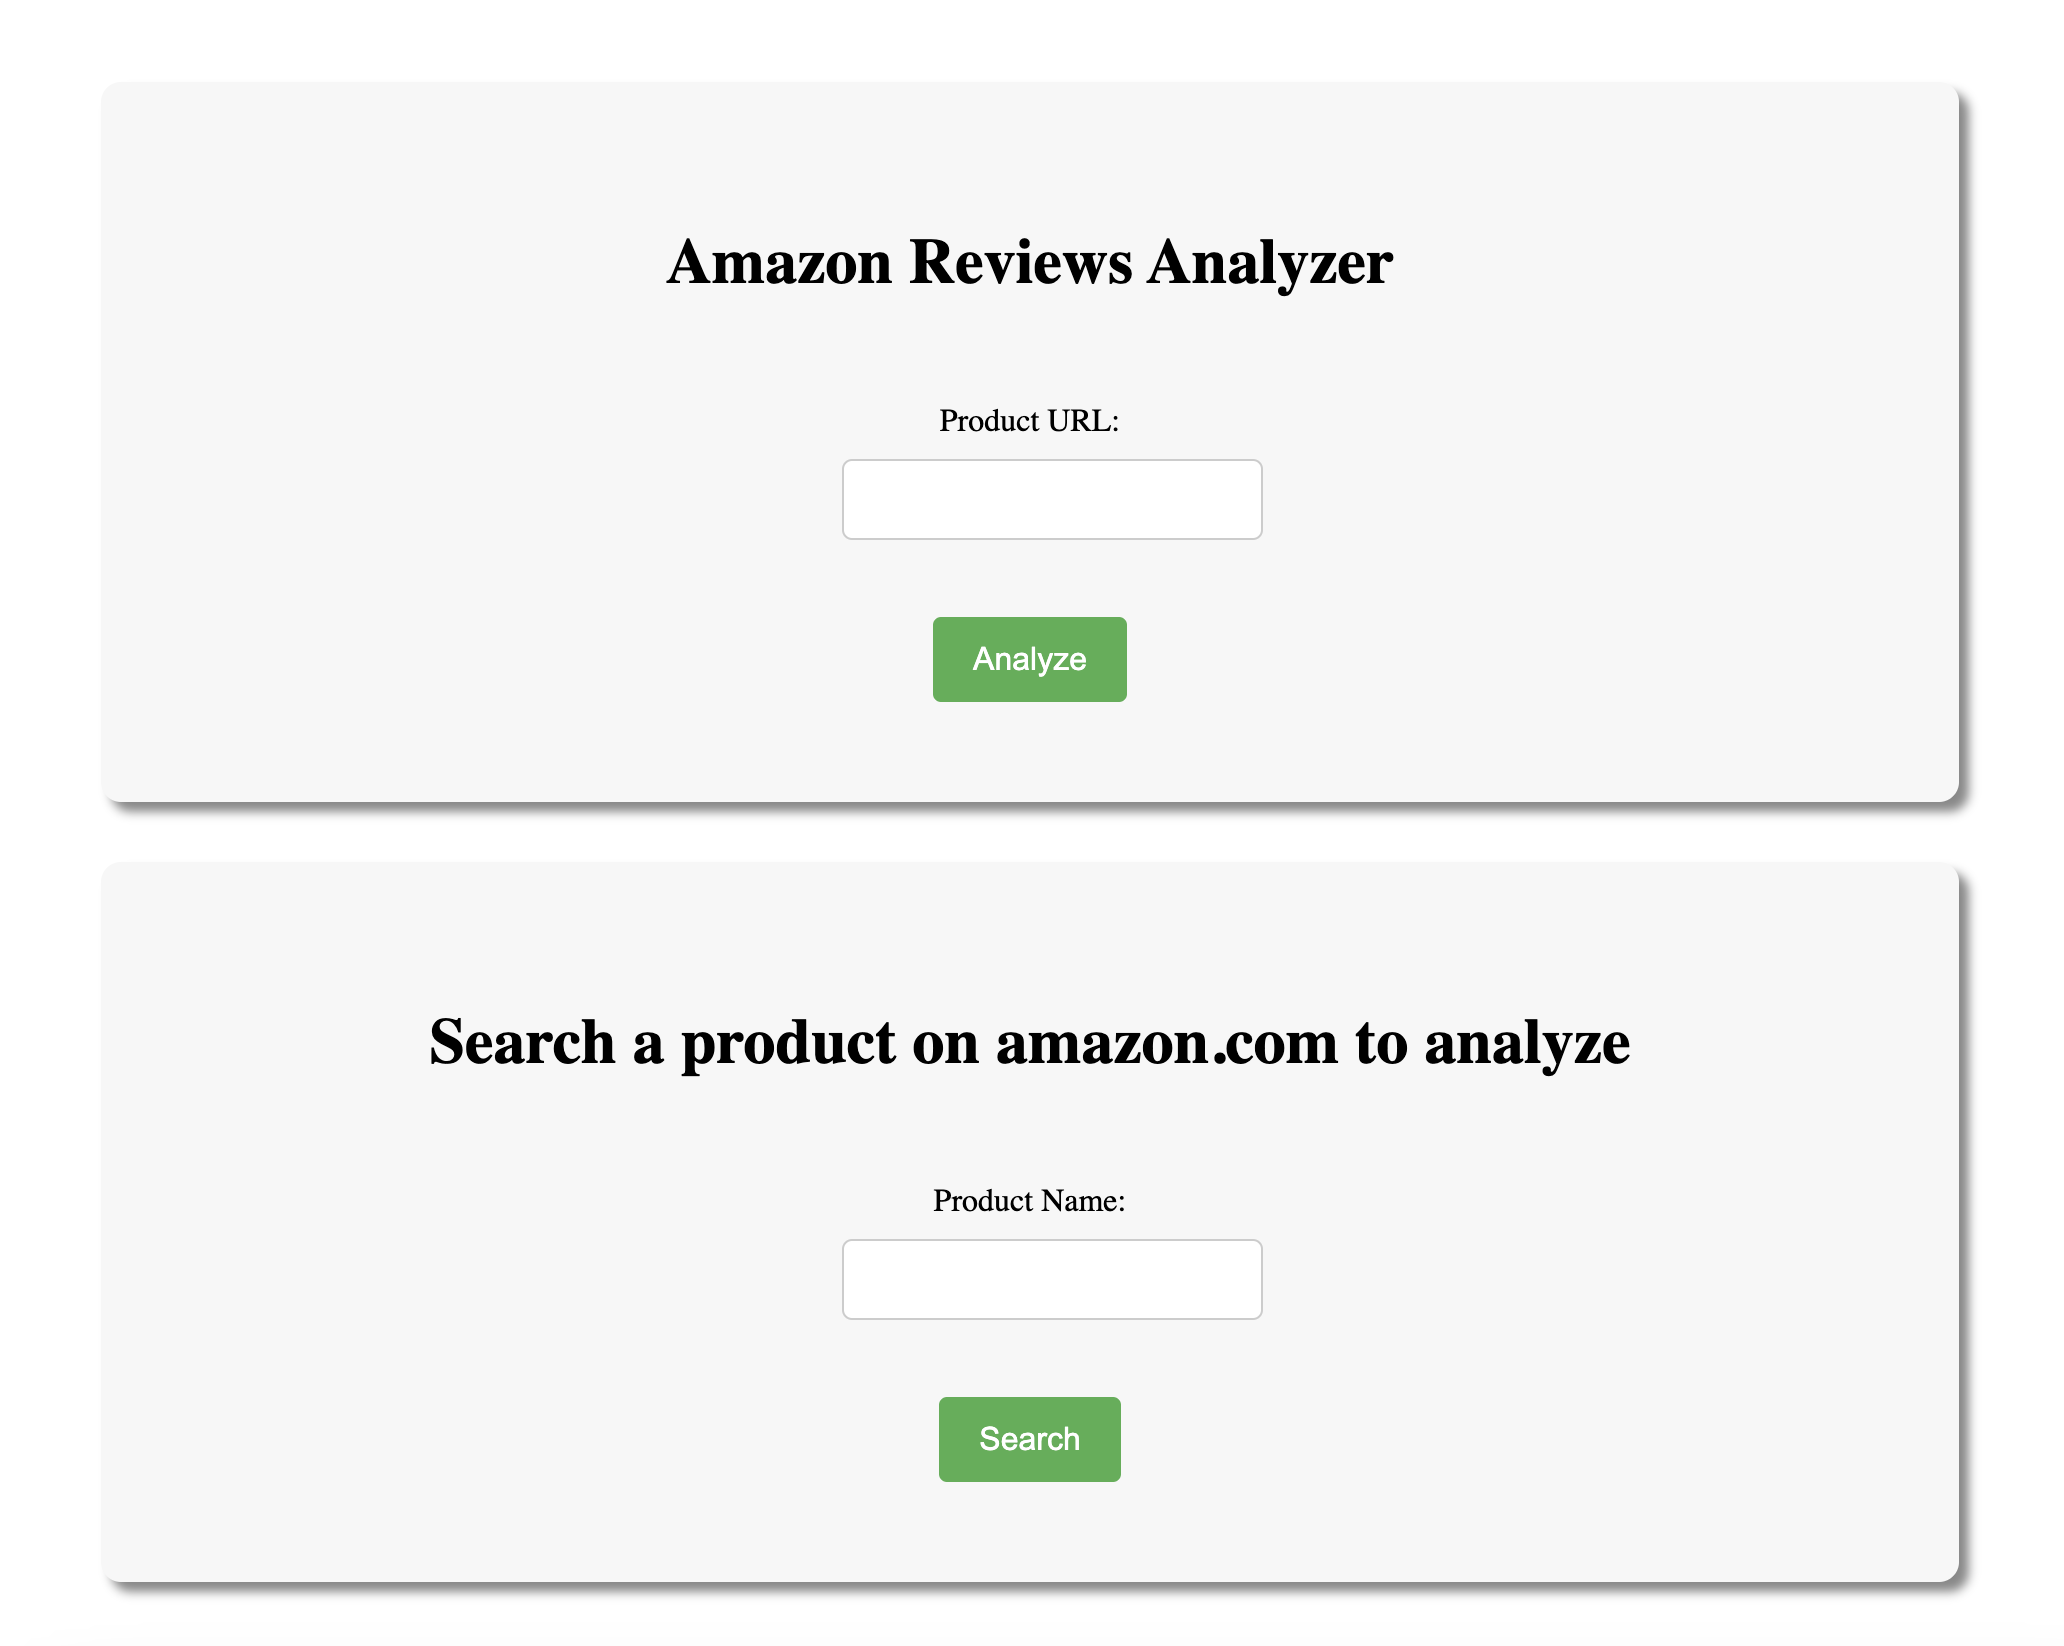 Amazon Reviews Analyzer
Product URL:
Analyze
Search a product on amazon.com to analyze
Product Name:
Search